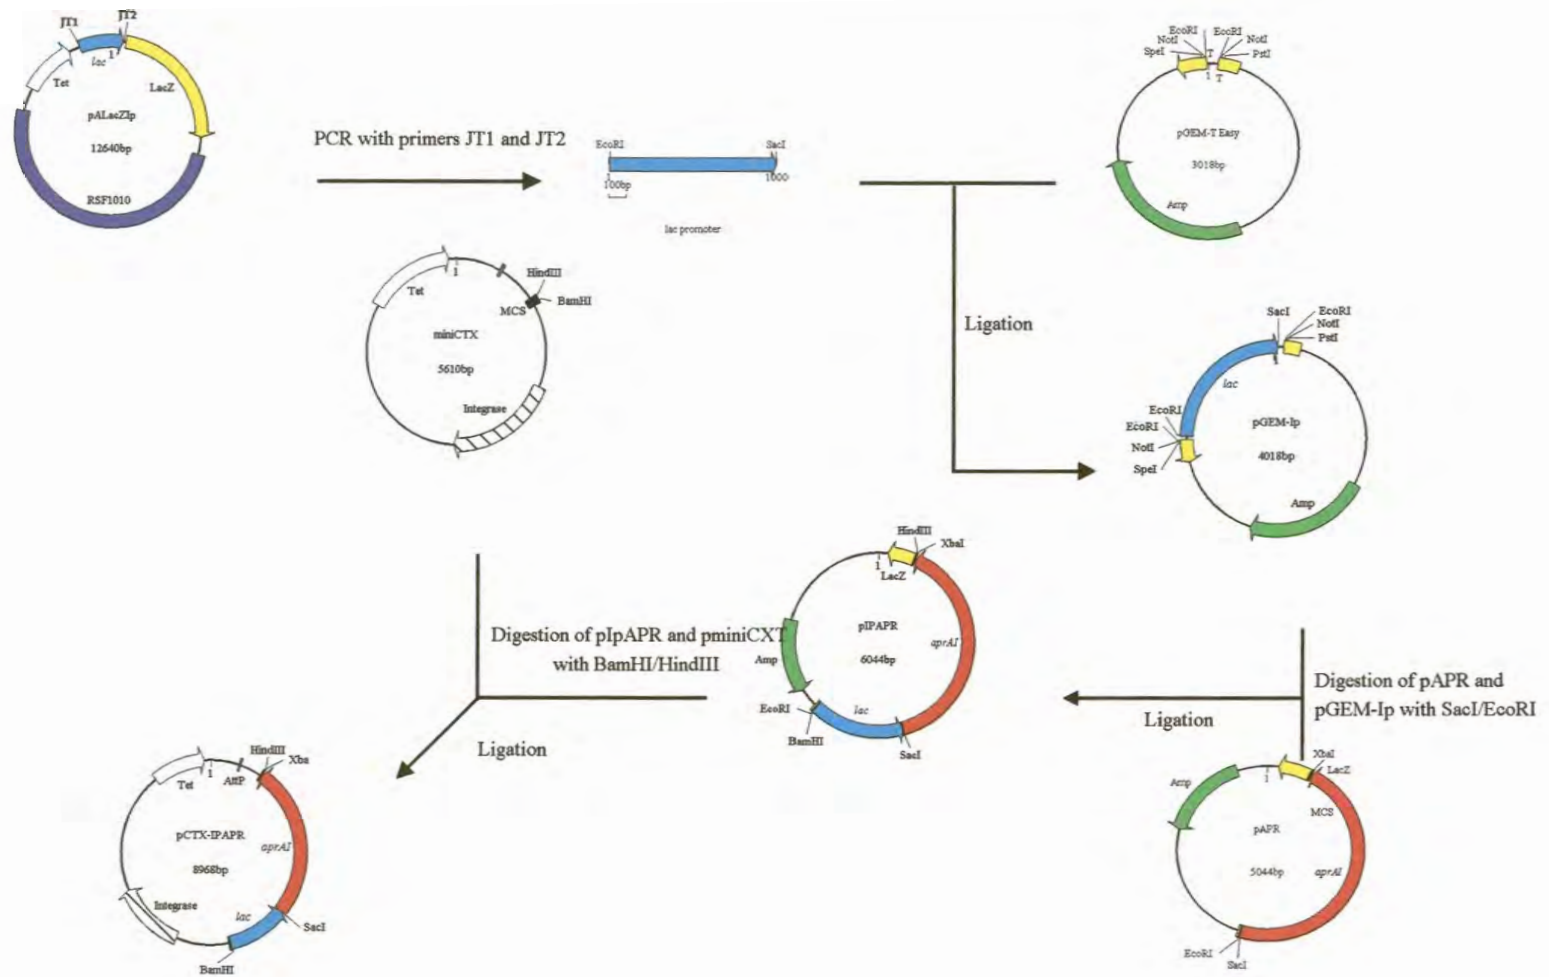 JT1
JT2
lac
1
Tet
LacZ
pALacZIp
12640bp
RSF1010
PCR with primers JT1 and JT2
EcoRI
SacI
1
1000
100bp
lac promoter
EcoRI
EcoRI
NotI
NotI
SpeI
T
PstI
1
T
pGEM-T Easy
3018bp
Amp
1
HindIII
Tet
MCS
BamHI
miniCTX
5610bp
Integrase
Ligation
SacI
EcoRI
NotI
PstI
1
lac
EcoRI
EcoRI
NotI
SpeI
pGEM-Ip
4018bp
Amp
HindIII
XbaI
1
LacZ
pIPAPR
6044bp
aprAI
Amp
EcoRI
lac
BamHI
SacI
Digestion of pIpAPR and pminiCXT
with BamHI/HindIII
Ligation
Digestion of pAPR and
pGEM-Ip with SacI/EcoRI
Ligation
XbaI
LacZ
1
Amp
MCS
pAPR
5044bp
aprAI
EcoRI
SacI
HindIII
Xba
1
Tet
AttP
pCTX-IPAPR
8968bp
aprAI
Integrase
lac
SacI
BamHI